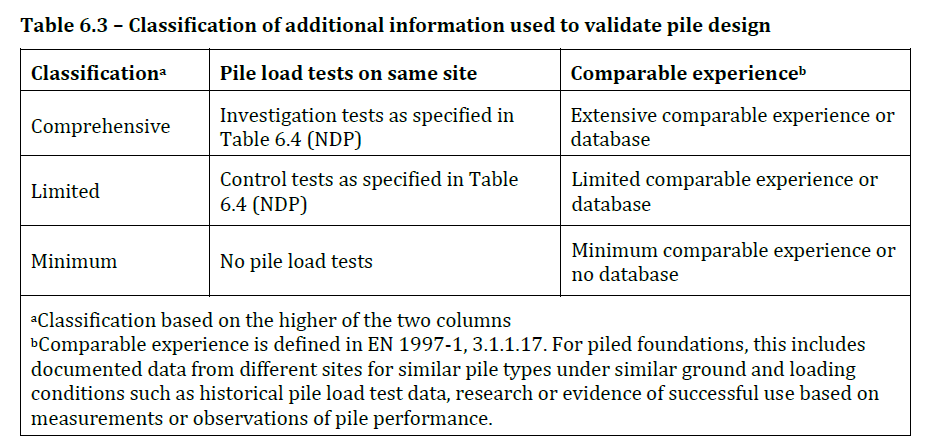 Table 6.3 – Classification of additional information used to validate pile design
Classificationᵃ Pile load tests on same site Comparable experienceᵇ
Comprehensive Investigation tests as specified in Table 6.4 (NDP) Extensive comparable experience or database
Limited Control tests as specified in Table 6.4 (NDP) Limited comparable experience or database
Minimum No pile load tests Minimum comparable experience or no database
ᵃClassification based on the higher of the two columns
ᵇComparable experience is defined in EN 1997-1, 3.1.1.17. For piled foundations, this includes
documented data from different sites for similar pile types under similar ground and loading
conditions such as historical pile load test data, research or evidence of successful use based on
measurements or observations of pile performance.